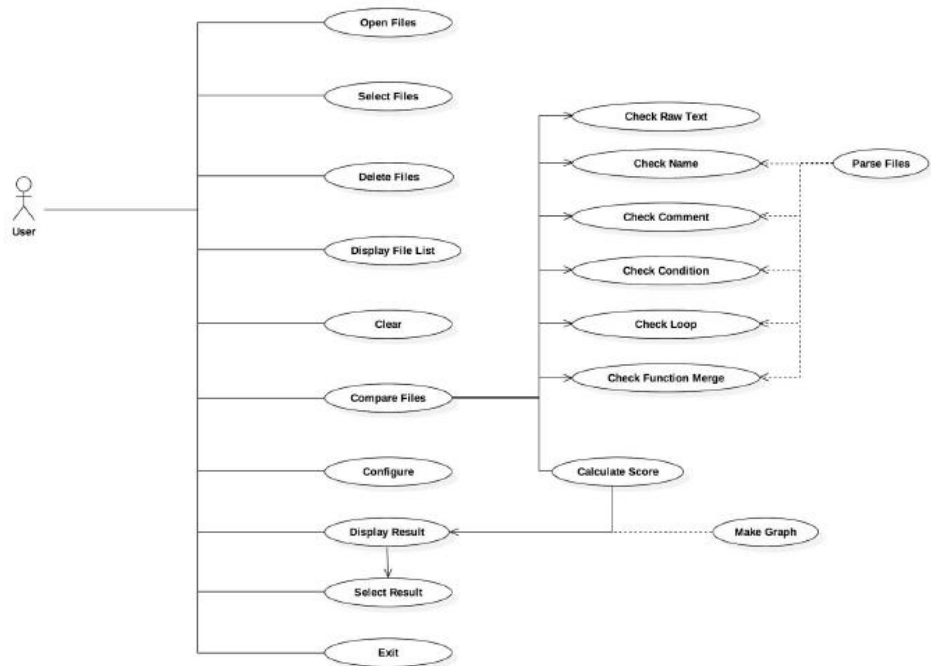 Open Files
Select Files
Check Raw Text
Check Name
Parse Files
Delete Files
User
Check Comment
Display File List
Check Condition
Clear
Check Loop
Check Function Merge
Compare Files
Configure
Calculate Score
Display Result
Make Graph
Select Result
Exit